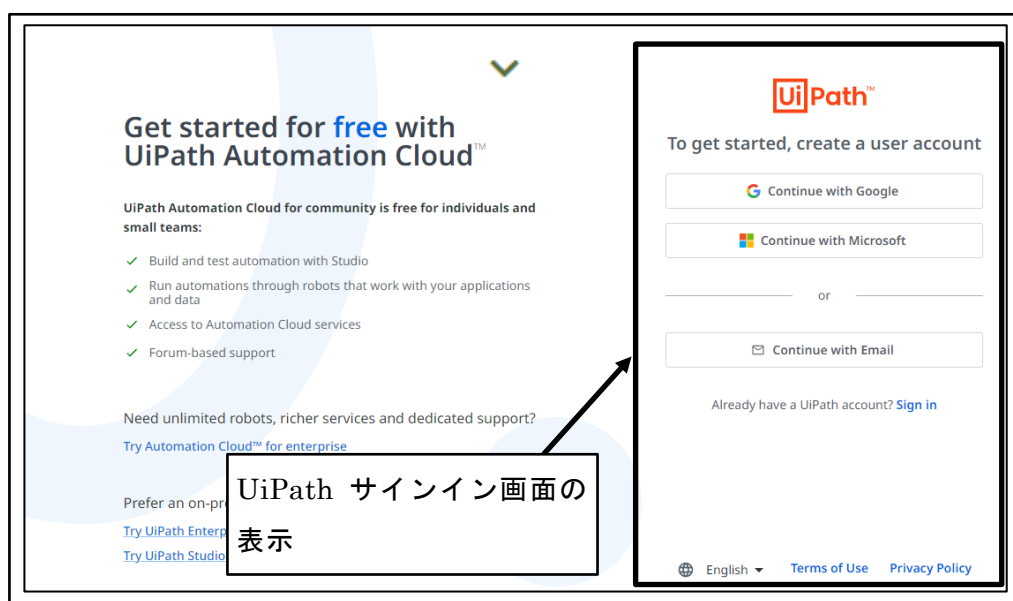 Get started for free with
UiPath Automation Cloud™
UiPath Automation Cloud for community is free for individuals and
small teams:
Build and test automation with Studio
Run automations through robots that work with your applications
and data
Access to Automation Cloud services
Forum-based support
Need unlimited robots, richer services and dedicated support?
Try Automation Cloud™ for enterprise
Prefer an
Try UiPath
Try UiPath Studio
UiPath サインイン画面の
表示
UiPath™
To get started, create a user account
Continue with Google
Continue with Microsoft
or
Continue with Email
Already have a UiPath account? Sign in
English Terms of Use Privacy Policy